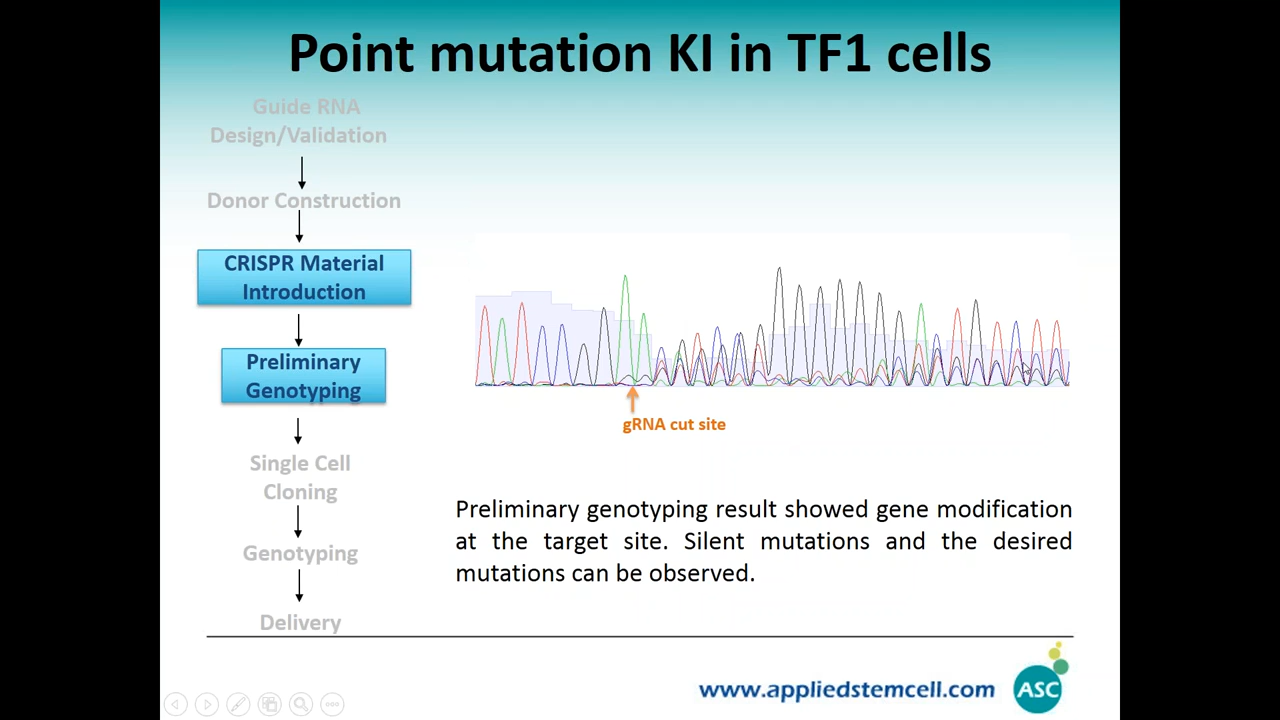 Point mutation KI in TF1 cells
Guide RNA
Design/Validation
Donor Construction
CRISPR Material
Introduction
Preliminary
Genotyping
Single Cell
Cloning
Genotyping
Delivery
gRNA cut site
Preliminary genotyping result showed gene modification
at the target site. Silent mutations and the desired
mutations can be observed.
www.appliedstemcell.com
ASC